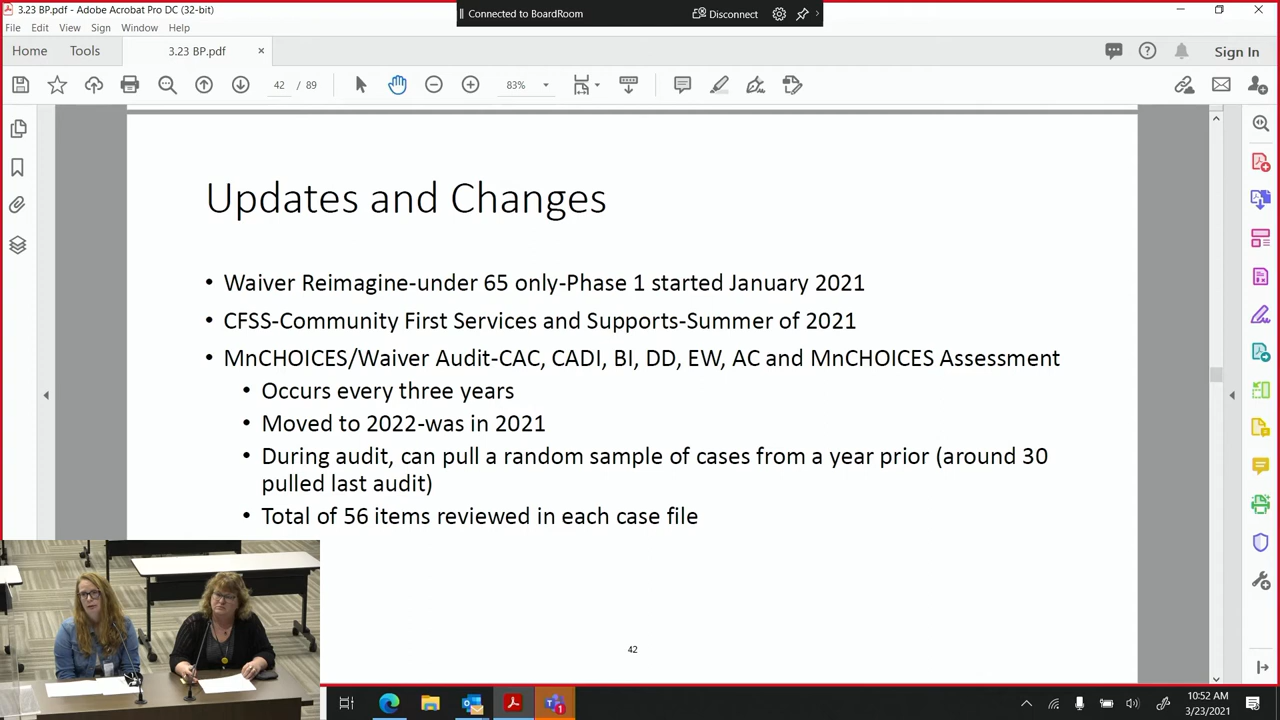 3.23 BP.pdf - Adobe Acrobat Pro DC (32-bit)
Connected to BoardRoom
Disconnect
File Edit View Sign Window Help
Home Tools 3.23 BP.pdf × Sign In
42 / 89 83%
Updates and Changes
• Waiver Reimagine-under 65 only-Phase 1 started January 2021
• CFSS-Community First Services and Supports-Summer of 2021
• MnCHOICES/Waiver Audit-CAC, CADI, BI, DD, EW, AC and MnCHOICES Assessment
• Occurs every three years
• Moved to 2022-was in 2021
• During audit, can pull a random sample of cases from a year prior (around 30
pulled last audit)
• Total of 56 items reviewed in each case file
42
10:52 AM
3/23/2021